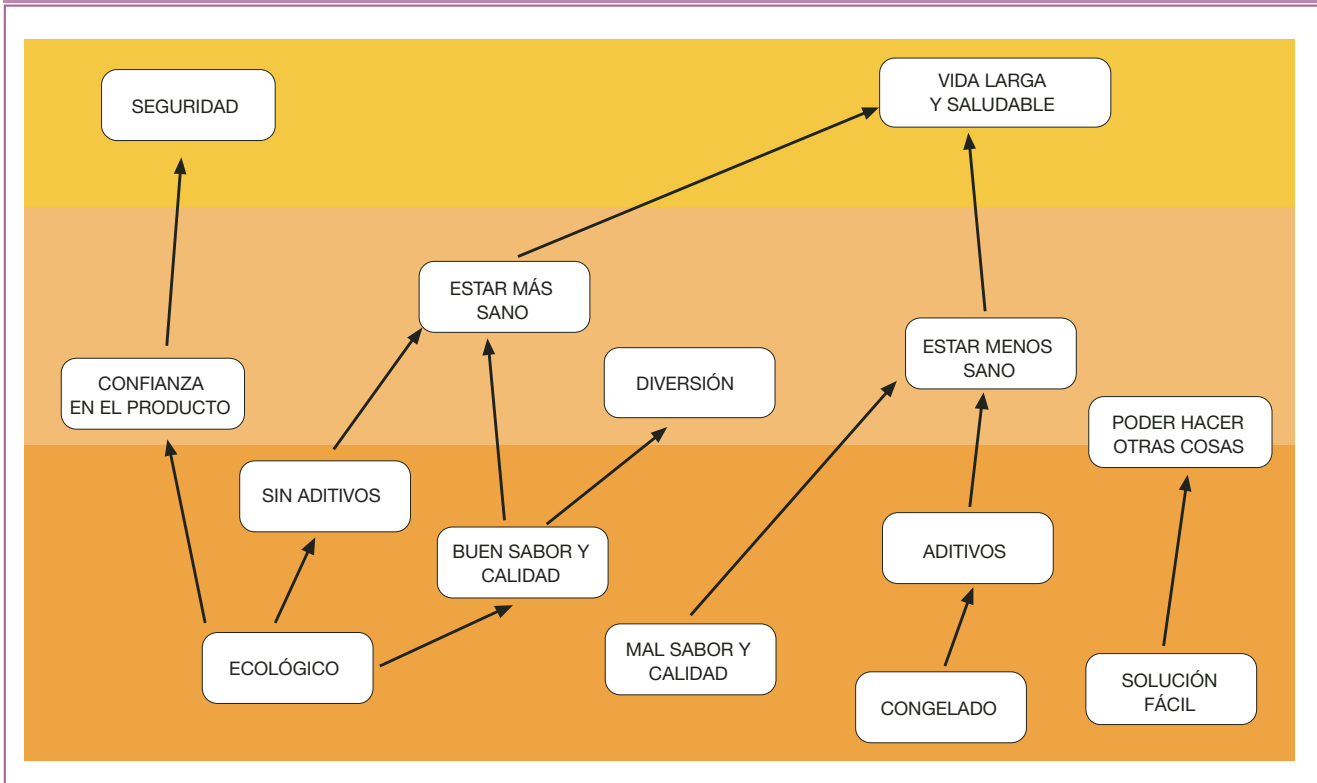 SEGURIDAD
VIDA LARGA
Y SALUDABLE
ESTAR MÁS
SANO
ESTAR MENOS
SANO
CONFIANZA
EN EL PRODUCTO
DIVERSIÓN
PODER HACER
OTRAS COSAS
SIN ADITIVOS
BUEN SABOR Y
CALIDAD
ADITIVOS
ECOLÓGICO
MAL SABOR Y
CALIDAD
CONGELADO
SOLUCIÓN
FÁCIL